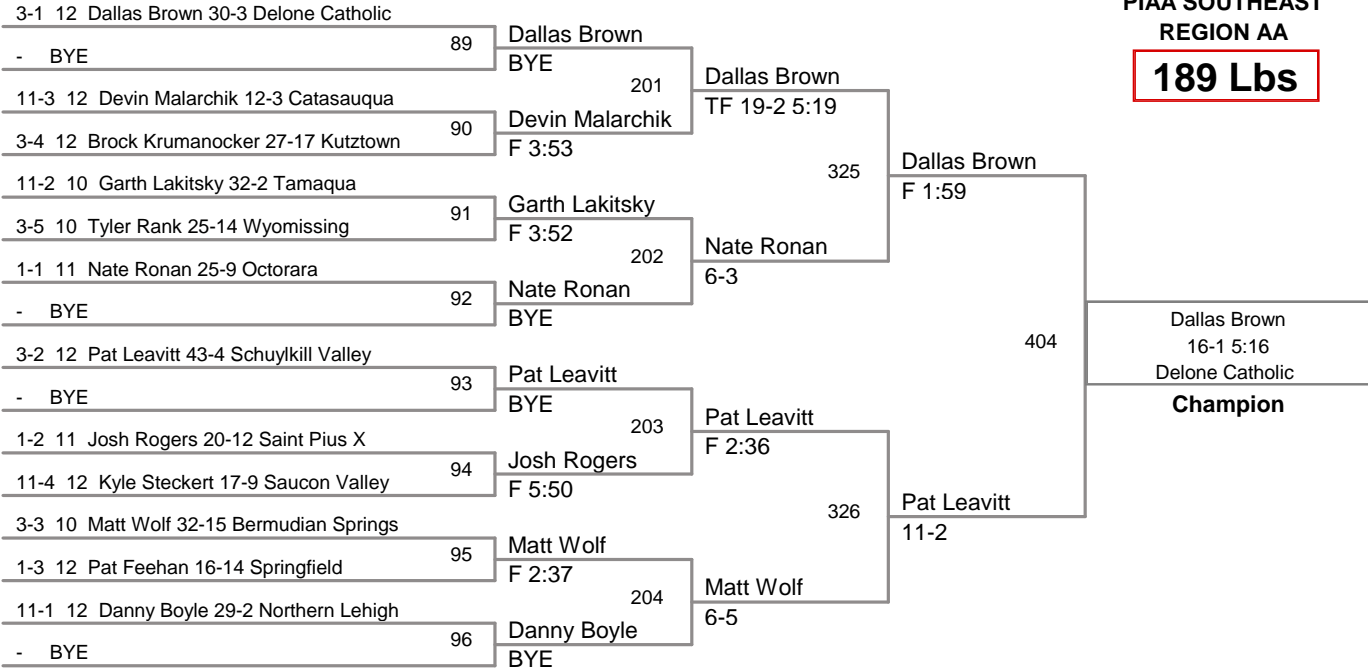 3-1 12 Dallas Brown 30-3 Delone Catholic
- BYE
11-3 12 Devin Malarchik 12-3 Catasauqua
3-4 12 Brock Krumanocker 27-17 Kutztown
11-2 10 Garth Lakitsky 32-2 Tamaqua
3-5 10 Tyler Rank 25-14 Wyomissing
1-1 11 Nate Ronan 25-9 Octorara
- BYE
3-2 12 Pat Leavitt 43-4 Schuylkill Valley
- BYE
1-2 11 Josh Rogers 20-12 Saint Pius X
11-4 12 Kyle Steckert 17-9 Saucon Valley
3-3 10 Matt Wolf 32-15 Bermudian Springs
1-3 12 Pat Feehan 16-14 Springfield
11-1 12 Danny Boyle 29-2 Northern Lehigh
- BYE
89
90
91
92
93
94
95
96
Dallas Brown
BYE
Devin Malarchik
F 3:53
Garth Lakitsky
F 3:52
Nate Ronan
BYE
Pat Leavitt
BYE
Josh Rogers
F 5:50
Matt Wolf
F 2:37
Danny Boyle
BYE
201
202
203
204
Dallas Brown
TF 19-2 5:19
Nate Ronan
6-3
Pat Leavitt
F 2:36
Matt Wolf
6-5
325
326
Dallas Brown
F 1:59
Pat Leavitt
11-2
404
Dallas Brown
16-1 5:16
Delone Catholic
Champion
PIAA SOUTHEAST
REGION AA
189 Lbs